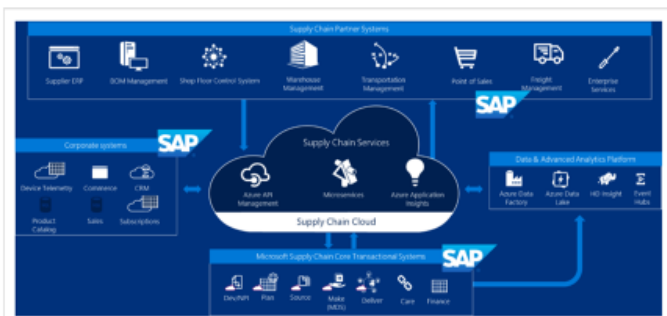 Supply Chain Partner Systems
Supplier ERP
BOM Management
Shop Floor Control System
Warehouse
Management
Transportation
Management
Point of Sales
Freight
Management
Enterprise
Services
SAP
Corporate systems
SAP
Device Telemetry
Commerce
CRM
Product
Catalog
Sales
Subscriptions
Supply Chain Services
Azure API
Management
Microservices
Azure Application
Insights
Supply Chain Cloud
Data & Advanced Analytics Platform
Azure Data
Factory
Azure Data
Lake
HD Insight
Event
Hubs
Microsoft Supply Chain Core Transactional Systems
SAP
Dev/NPI
Plan
Source
Make
(MOS)
Deliver
Care
Finance